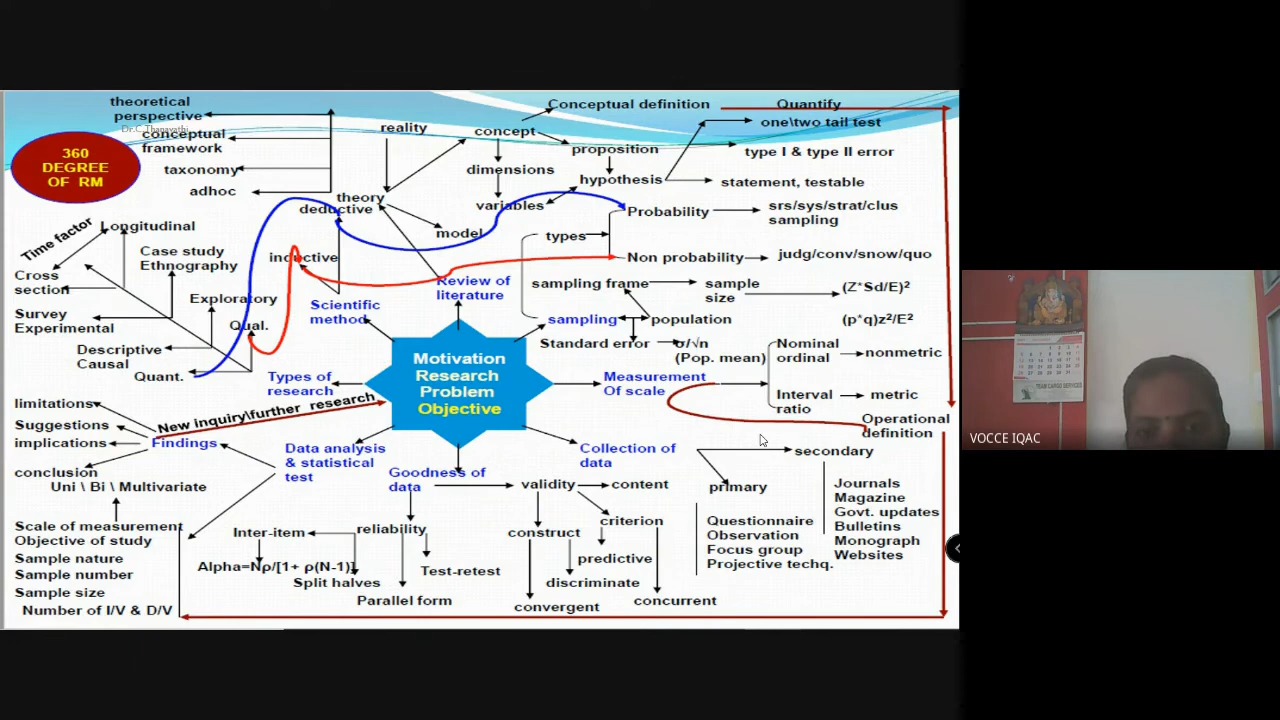 360
DEGREE
OF RM
theoretical
perspective
Dr.C.Thanavathi
conceptual
framework
taxonomy
adhoc
reality
concept
Conceptual definition
Quantify
one\two tail test
proposition
type I & type II error
dimensions
hypothesis
statement, testable
variables
theory
deductive
model
inductive
Probability
srs/sys/strat/clus
sampling
types
Non probability
judg/conv/snow/quo
Time factor
Longitudinal
Case study
Ethnography
Cross
section
Exploratory
Survey
Experimental
Qual.
Descriptive
Causal
Quant.
Scientific
method
Review of
literature
sampling frame
sample
size
(Z*Sd/E)²
sampling
population
(p*q)z²/E²
Standard error
σ/√n
(Pop. mean)
Nominal
ordinal
nonmetric
Types of
research
Motivation
Research
Problem
Objective
Measurement
Of scale
Interval
ratio
metric
Operational
definition
limitations
Suggestions
implications
conclusion
New inquiry\further research
Findings
Data analysis
& statistical
test
Goodness of
data
Collection of
data
secondary
primary
Journals
Magazine
Govt. updates
Bulletins
Monograph
Websites
Questionnaire
Observation
Focus group
Projective techq.
validity
content
criterion
construct
predictive
discriminate
convergent
concurrent
reliability
Inter-item
Alpha=Nρ/[1+ ρ(N-1)]
Split halves
Test-retest
Parallel form
Uni \ Bi \ Multivariate
Scale of measurement
Objective of study
Sample nature
Sample number
Sample size
Number of I/V & D/V
VOCCE IQAC
TEAM CARGO SERVICES